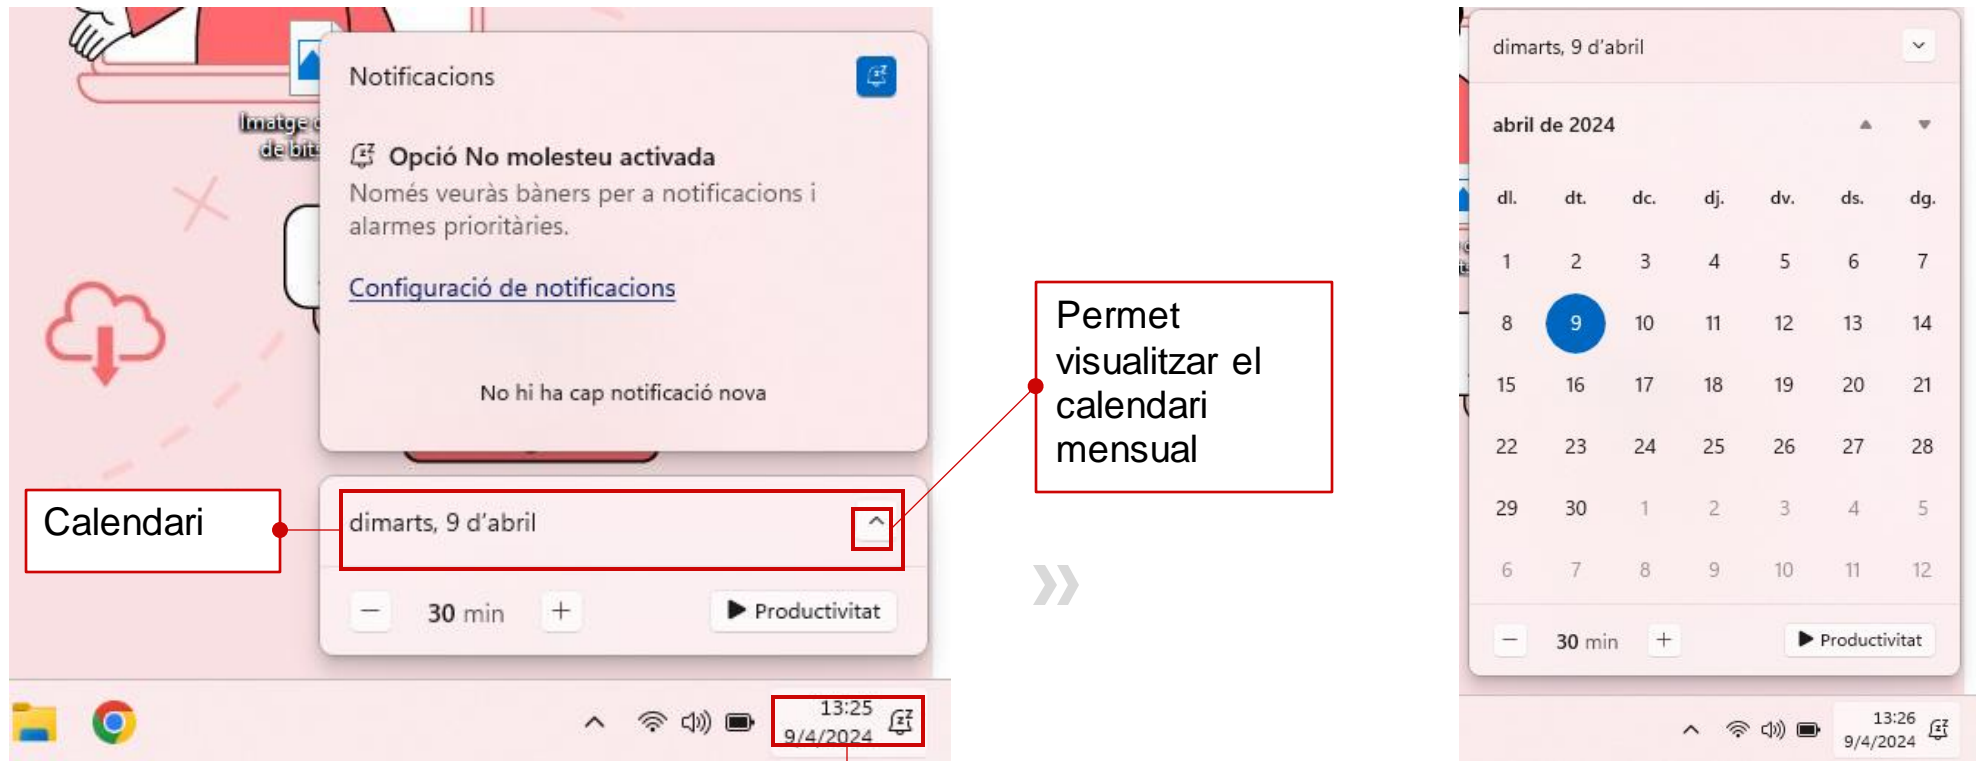 Imatge
de bits
Notificacions
Opció No molesteu activada
Només veuràs bàners per a notificacions i
alarmes prioritàries.
Configuració de notificacions
No hi ha cap notificació nova
Calendari
dimarts, 9 d'abril
30 min
Productivitat
13:25
9/4/2024
Permet
visualitzar el
calendari
mensual
dimarts, 9 d'abril
abril de 2024
dl. dt. dc. dj. dv. ds. dg.
1 2 3 4 5 6 7
8 9 10 11 12 13 14
15 16 17 18 19 20 21
22 23 24 25 26 27 28
29 30 1 2 3 4 5
6 7 8 9 10 11 12
30 min
Productivitat
13:26
9/4/2024